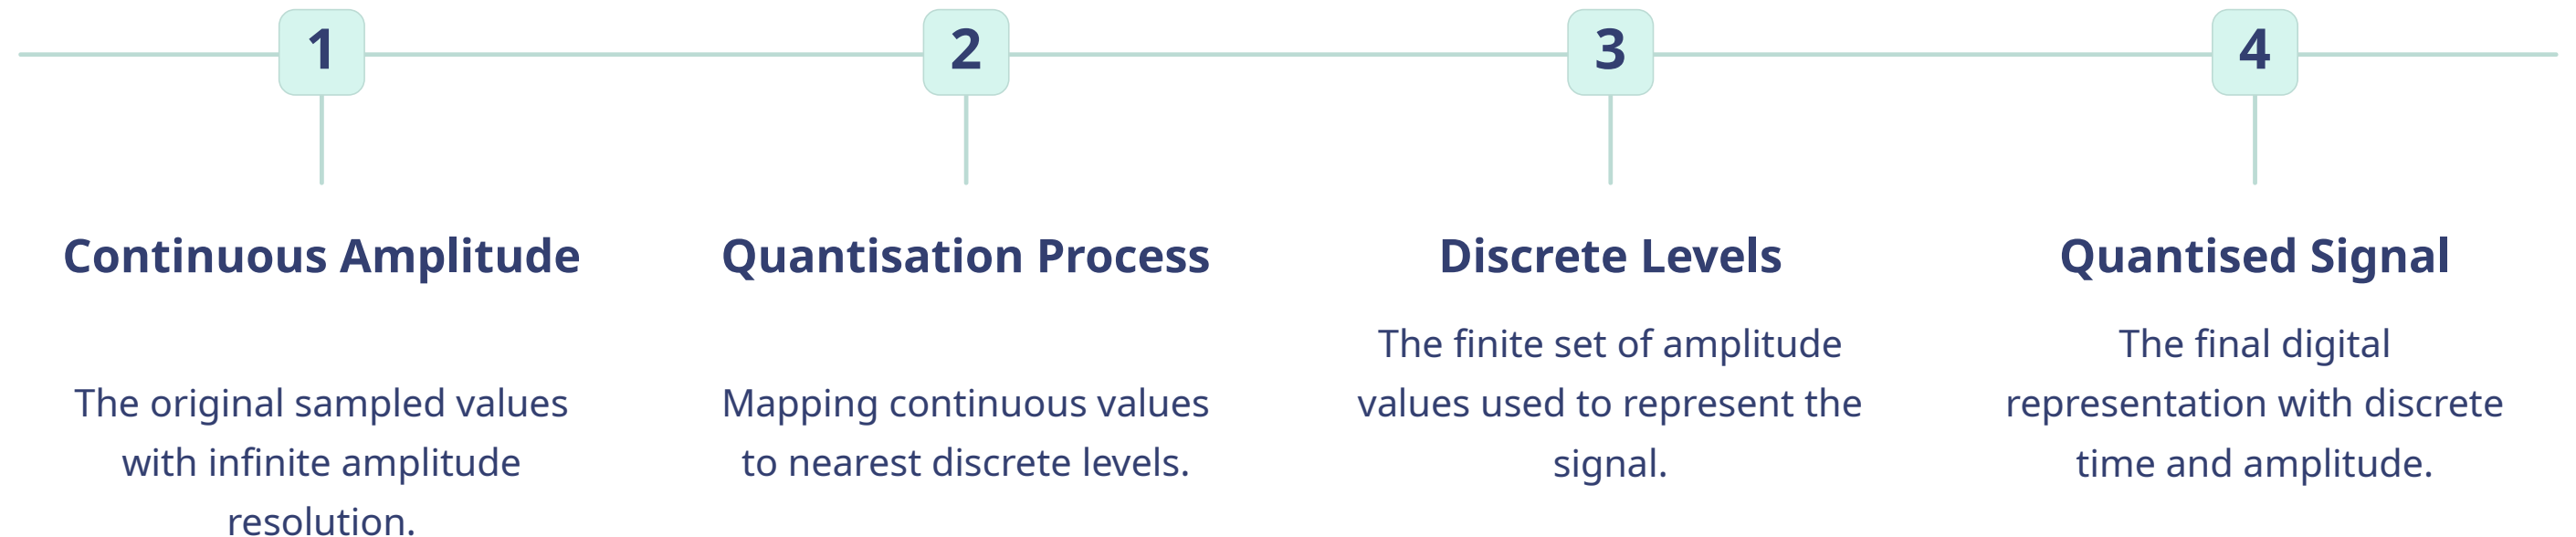 1
Continuous Amplitude
The original sampled values
with infinite amplitude
resolution.
2
Quantisation Process
Mapping continuous values
to nearest discrete levels.
3
Discrete Levels
The finite set of amplitude
values used to represent the
signal.
4
Quantised Signal
The final digital
representation with discrete
time and amplitude.